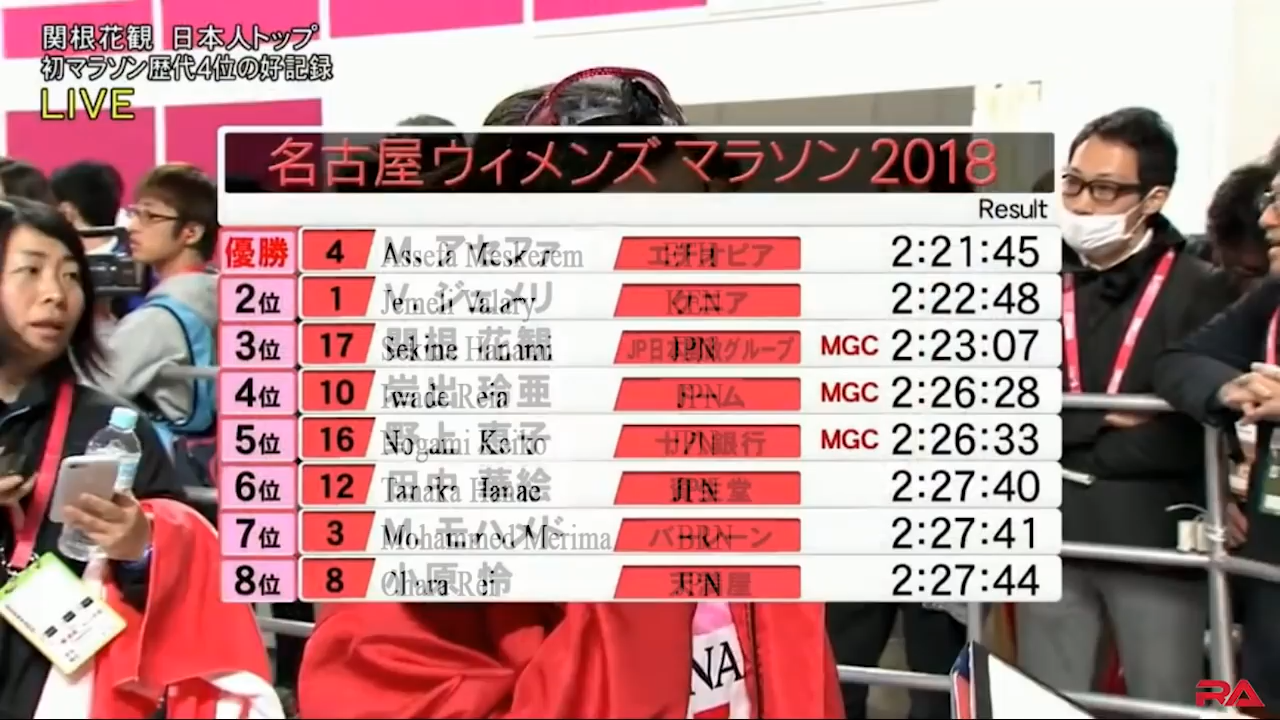 関根花観 日本人トップ
初マラソン歴代4位の好記録
LIVE
名古屋ウィメンズ マラソン2018
Result
優勝 4 Assefa Meskerem 2:21:45
2位 1 Jemeli Valary KEN 2:22:48
3位 17 Sekine Hanami JPN MGC 2:23:07
4位 10 Iwade Reia JPN MGC 2:26:28
5位 16 Nogami Keiko JPN MGC 2:26:33
6位 12 Tanaka Hanae JPN 2:27:40
7位 3 Mohammed Merima BRN 2:27:41
8位 8 Ohara Rei JPN 2:27:44
NA
RA